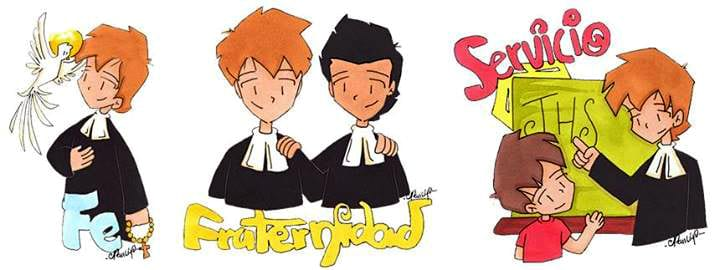 Fe
Fraternidad
Servicio
JHS